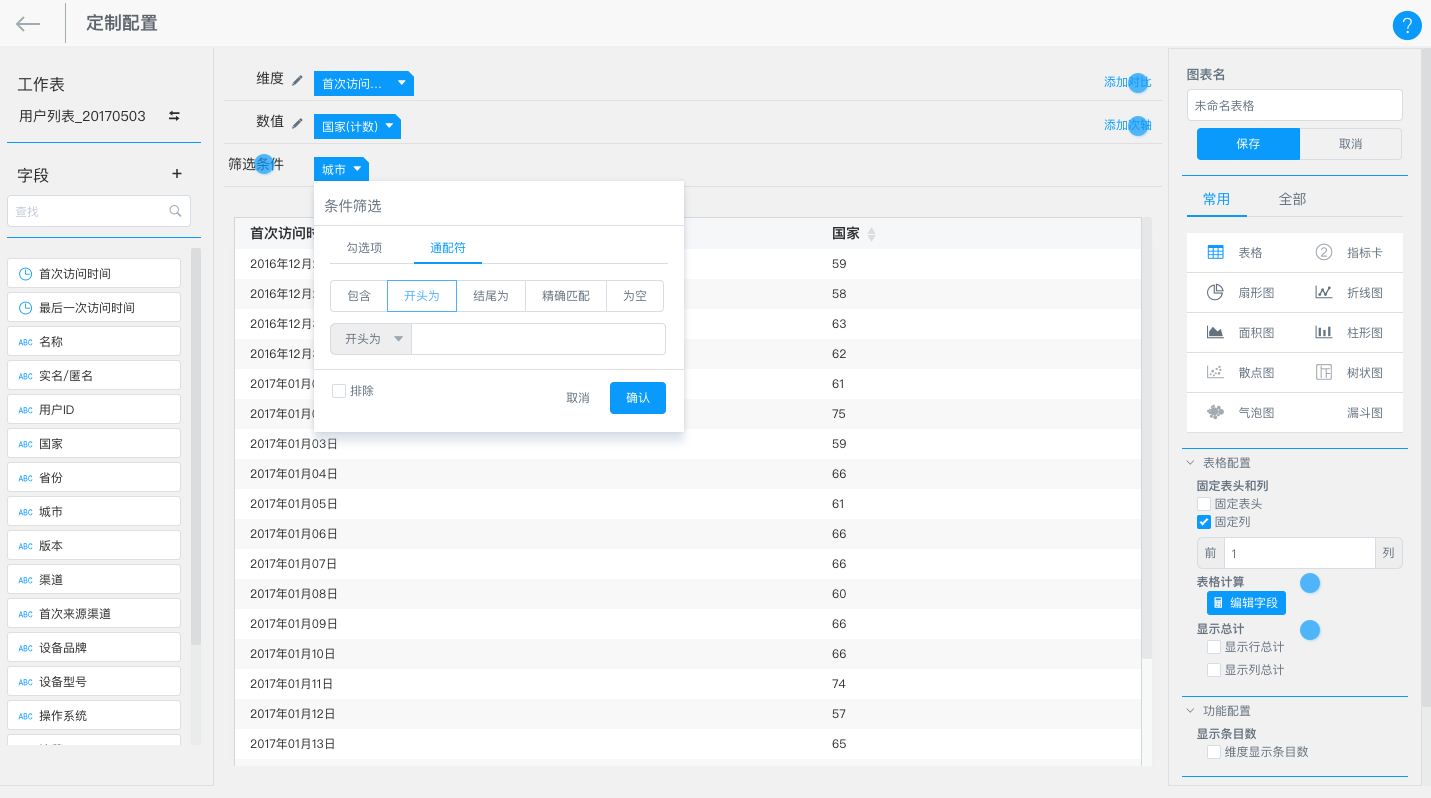 定制配置
?
工作表
用户列表_20170503
字段
查找
首次访问时间
最后一次访问时间
ABC 名称
ABC 实名/匿名
ABC 用户ID
ABC 国家
ABC 省份
ABC 城市
ABC 版本
ABC 渠道
ABC 首次来源渠道
ABC 设备品牌
ABC 设备型号
ABC 操作系统
维度 首次访问... 添加对比
数值 国家(计数) 添加次轴
筛选条件 城市
条件筛选
勾选项 通配符
包含 开头为 结尾为 精确匹配 为空
开头为
排除 取消 确认
首次访问时 国家
2016年12月 59
2016年12月 58
2016年12月 63
2016年12月 62
2017年01月 61
2017年01月 75
2017年01月03日 59
2017年01月04日 66
2017年01月05日 61
2017年01月06日 66
2017年01月07日 66
2017年01月08日 60
2017年01月09日 66
2017年01月10日 66
2017年01月11日 74
2017年01月12日 57
2017年01月13日 65
图表名
未命名表格
保存 取消
常用 全部
表格 2 指标卡
扇形图 折线图
面积图 柱形图
散点图 树状图
气泡图 漏斗图
表格配置
固定表头和列
固定表头
固定列
前 1 列
表格计算
编辑字段
显示总计
显示行总计
显示列总计
功能配置
显示条目数
维度显示条目数